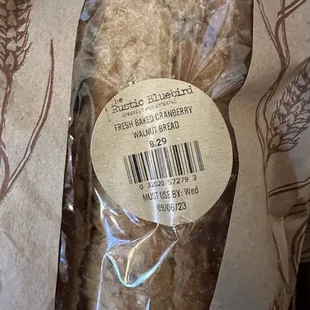 the
Rustic Bluebird
FRESH BAKED CRANBERRY
WALNUT BREAD
8.29
0 32020 57279 3
MUST USE BY: Wed
09/06/23